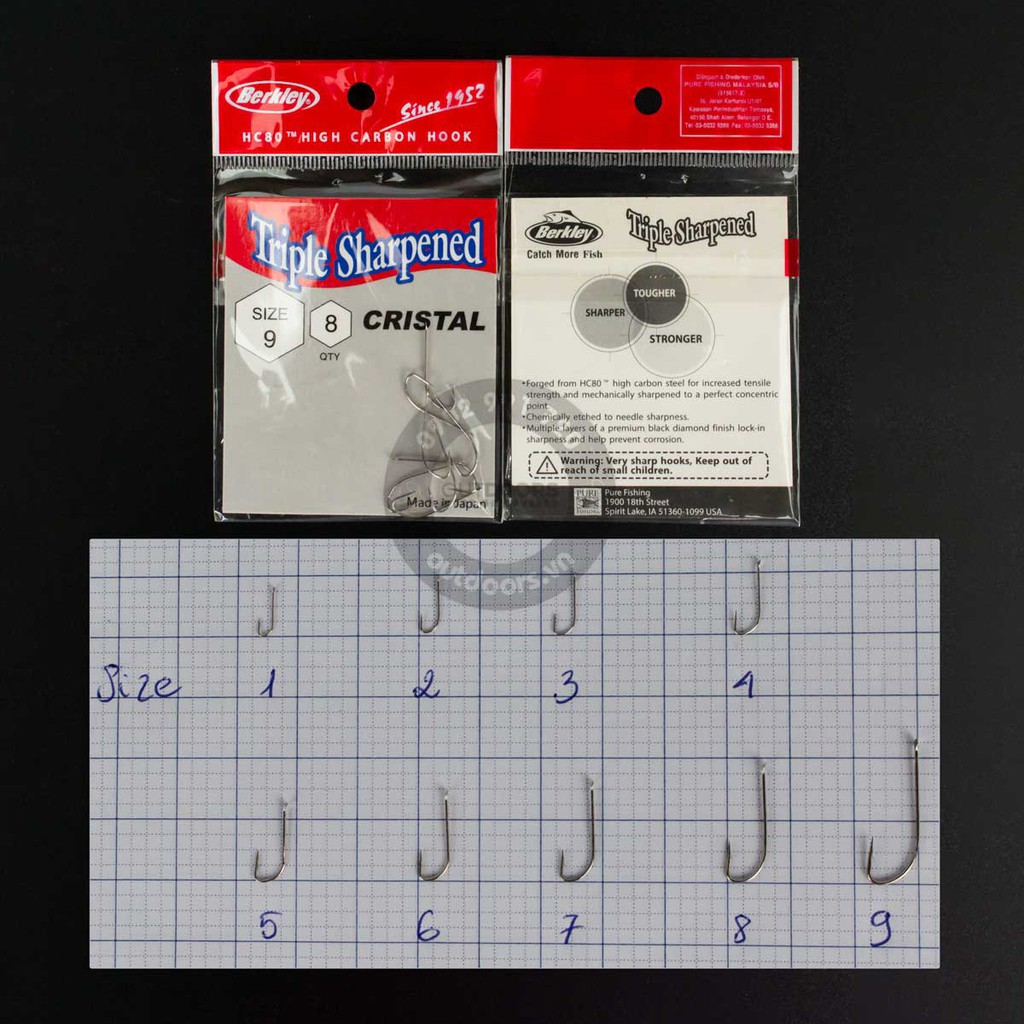 Berkley®
Since 1952
HC80™ HIGH CARBON HOOK
Triple Sharpened
SIZE
9
8
QTY
CRISTAL
Made in Japan
PURE FISHING MALAYSIA S/B
Berkley
Catch More Fish
Triple Sharpened
SHARPER
TOUGHER
STRONGER
•Forged from HC80™ high carbon steel for increased tensile
strength and mechanically sharpened to a perfect concentric
point.
•Chemically etched to needle sharpness.
•Multiple layers of a premium black diamond finish lock-in
sharpness and help prevent corrosion.
Warning: Very sharp hooks, Keep out of
reach of small children.
PURE
FISHING
Pure Fishing
1900 18th Street
Spirit Lake, IA 51360-1099 USA
outdoors.vn
Size 1 2 3 4
5 6 7 8 9